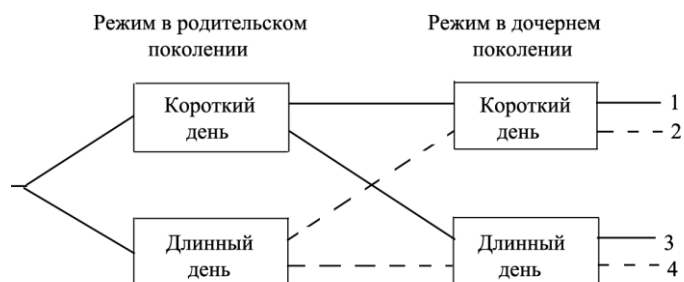 Режим в родительском
поколении
Режим в дочернем
поколении
Короткий
день
Короткий
день
1
2
Длинный
день
Длинный
день
3
4